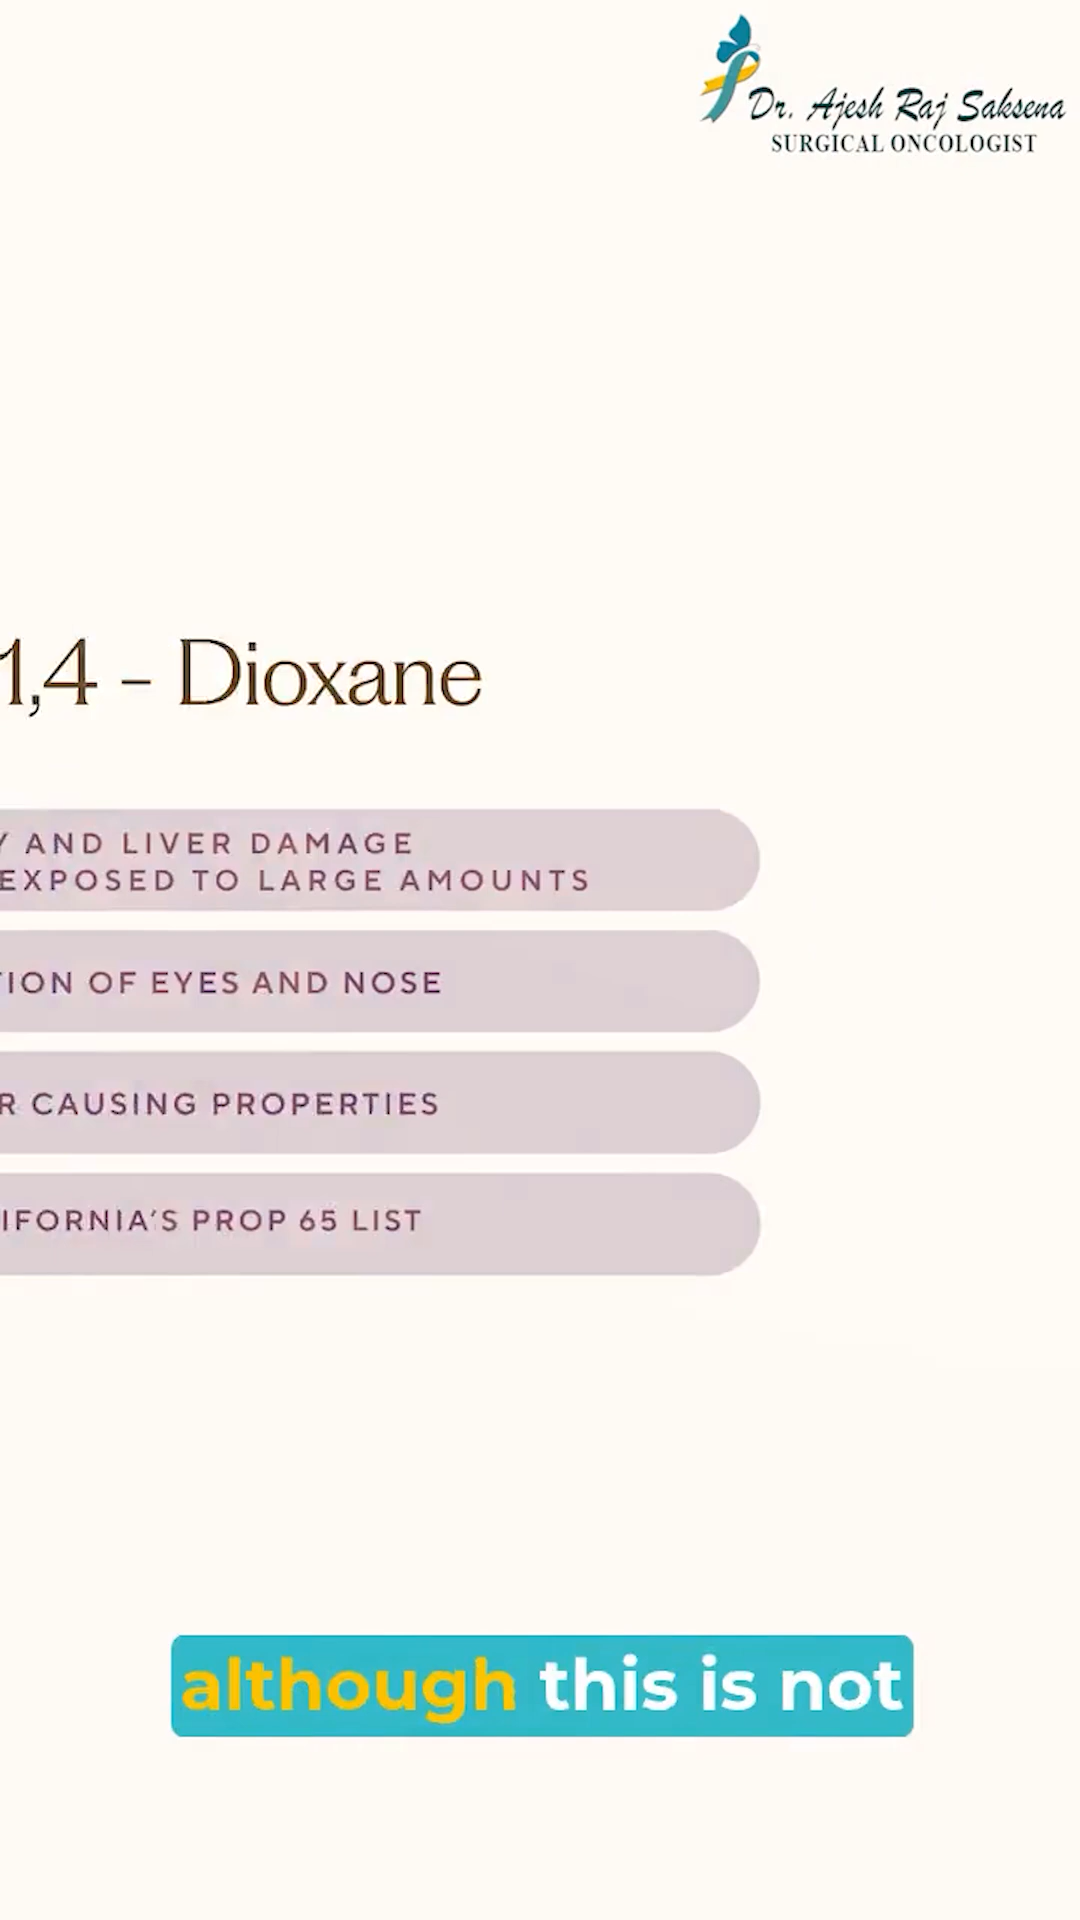 Dr. Ajesh Raj Saksena
SURGICAL ONCOLOGIST
1,4 - Dioxane
Y AND LIVER DAMAGE
EXPOSED TO LARGE AMOUNTS
TION OF EYES AND NOSE
R CAUSING PROPERTIES
IFORNIA'S PROP 65 LIST
although this is not